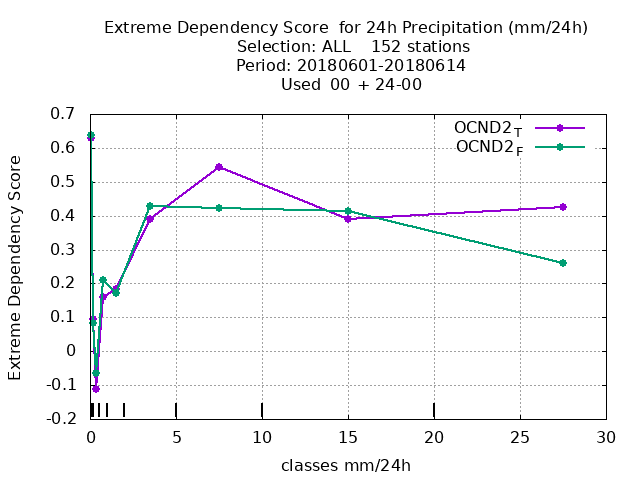 Extreme Dependency Score  for 24h Precipitation (mm/24h)
Selection: ALL    152 stations
Period: 20180601-20180614
Used  00 + 24-00
OCND2_T
OCND2_F
Extreme Dependency Score
0.7
0.6
0.5
0.4
0.3
0.2
0.1
0
-0.1
-0.2
0 5 10 15 20 25 30
classes mm/24h